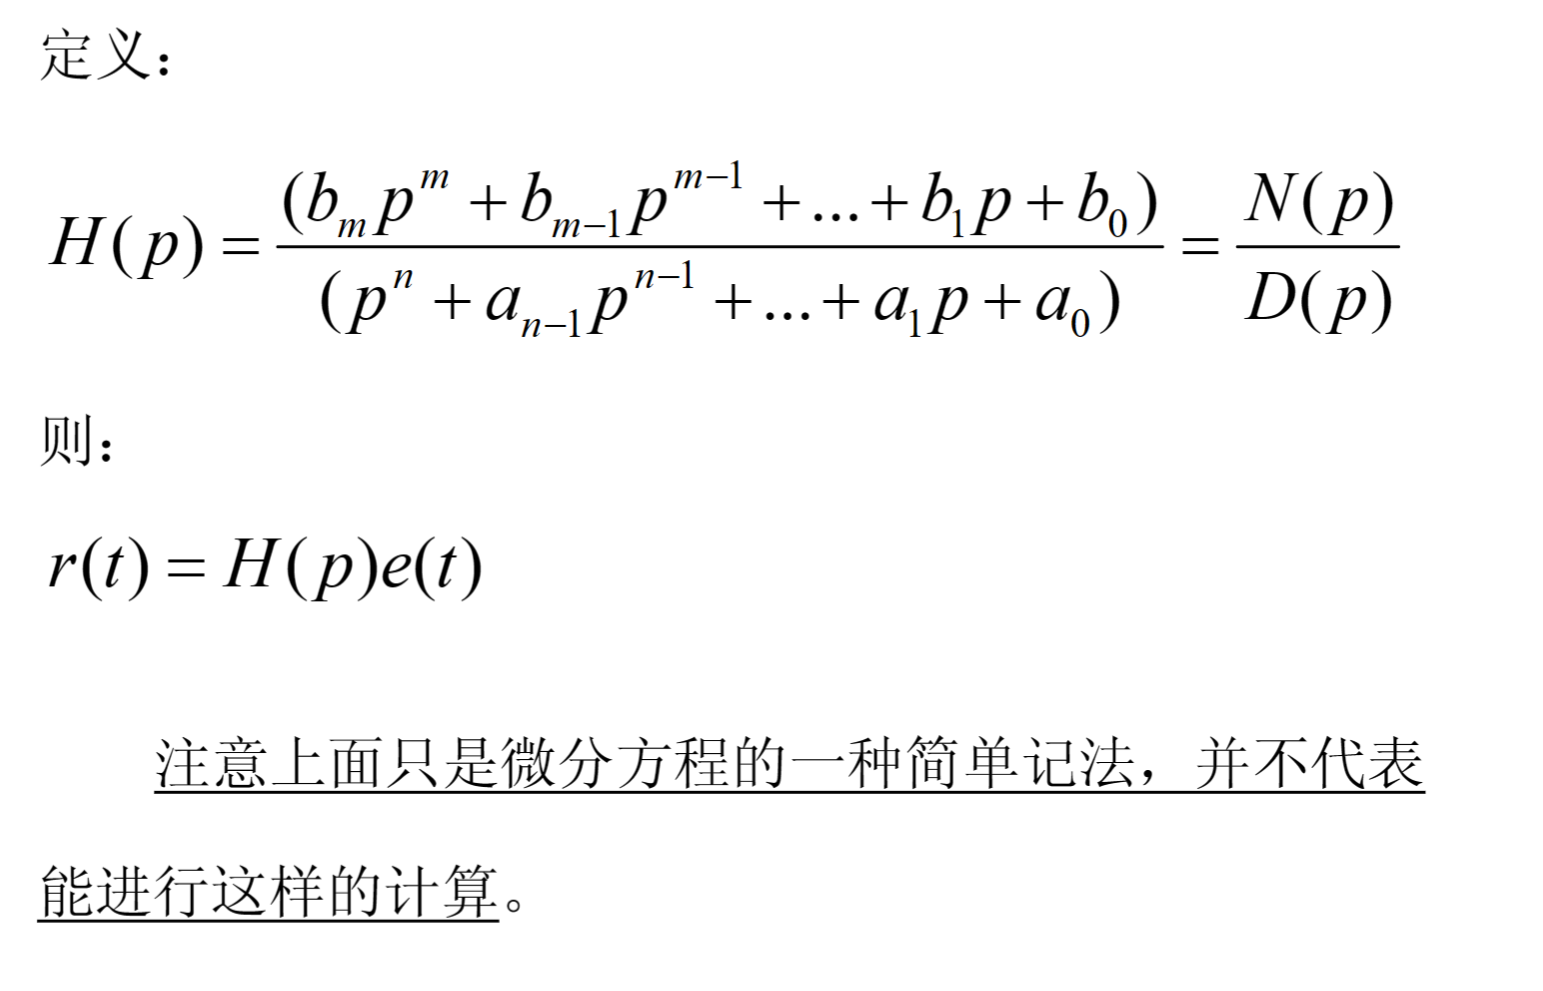 定义：
H(p) = \frac{(b_m p^m + b_{m-1} p^{m-1} + ... + b_1 p + b_0)}{(p^n + a_{n-1} p^{n-1} + ... + a_1 p + a_0)} = \frac{N(p)}{D(p)}
则：
r(t) = H(p)e(t)
注意上面只是微分方程的一种简单记法，并不代表
能进行这样的计算。